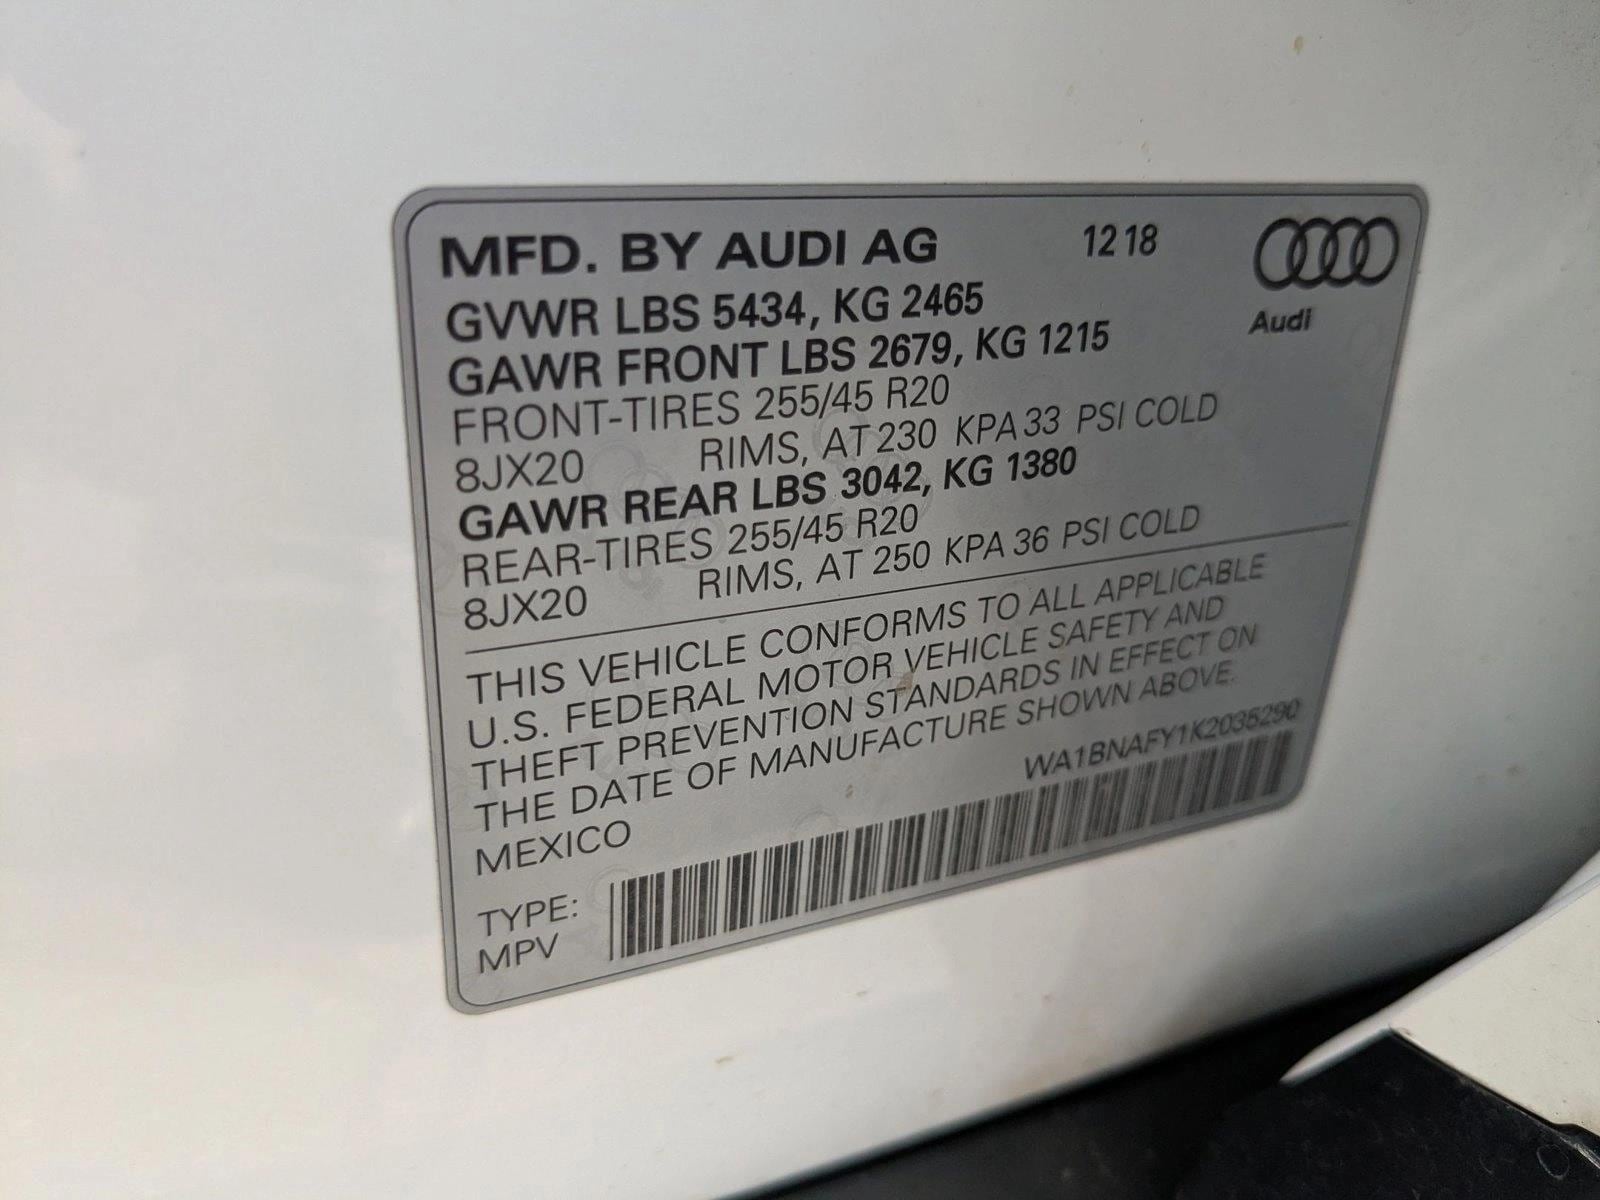 MFD. BY AUDI AG 12 18
GVWR LBS 5434, KG 2465
Audi
GAWR FRONT LBS 2679, KG 1215
FRONT-TIRES 255/45 R20
8JX20 RIMS, AT 230 KPA 33 PSI COLD
GAWR REAR LBS 3042, KG 1380
REAR-TIRES 255/45 R20
8JX20 RIMS, AT 250 KPA 36 PSI COLD
THIS VEHICLE CONFORMS TO ALL APPLICABLE
U.S. FEDERAL MOTOR VEHICLE SAFETY AND
THEFT PREVENTION STANDARDS IN EFFECT ON
THE DATE OF MANUFACTURE SHOWN ABOVE.
MEXICO WA1BNAFY1K2035290
TYPE:
MPV